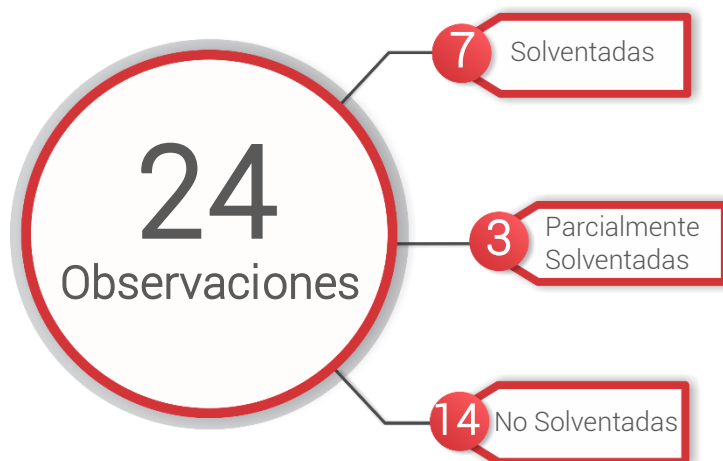 24
Observaciones
7
Solventadas
3
Parcialmente
Solventadas
14
No Solventadas